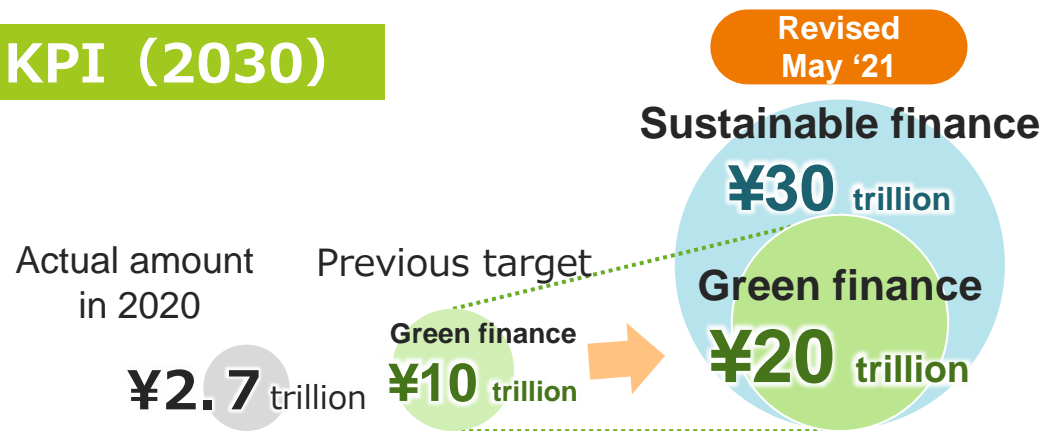 KPI（2030）
Revised
May ‘21
Sustainable finance
¥30 trillion
Actual amount
in 2020
¥2.7 trillion
Previous target
Green finance
¥10 trillion
Green finance
¥20 trillion